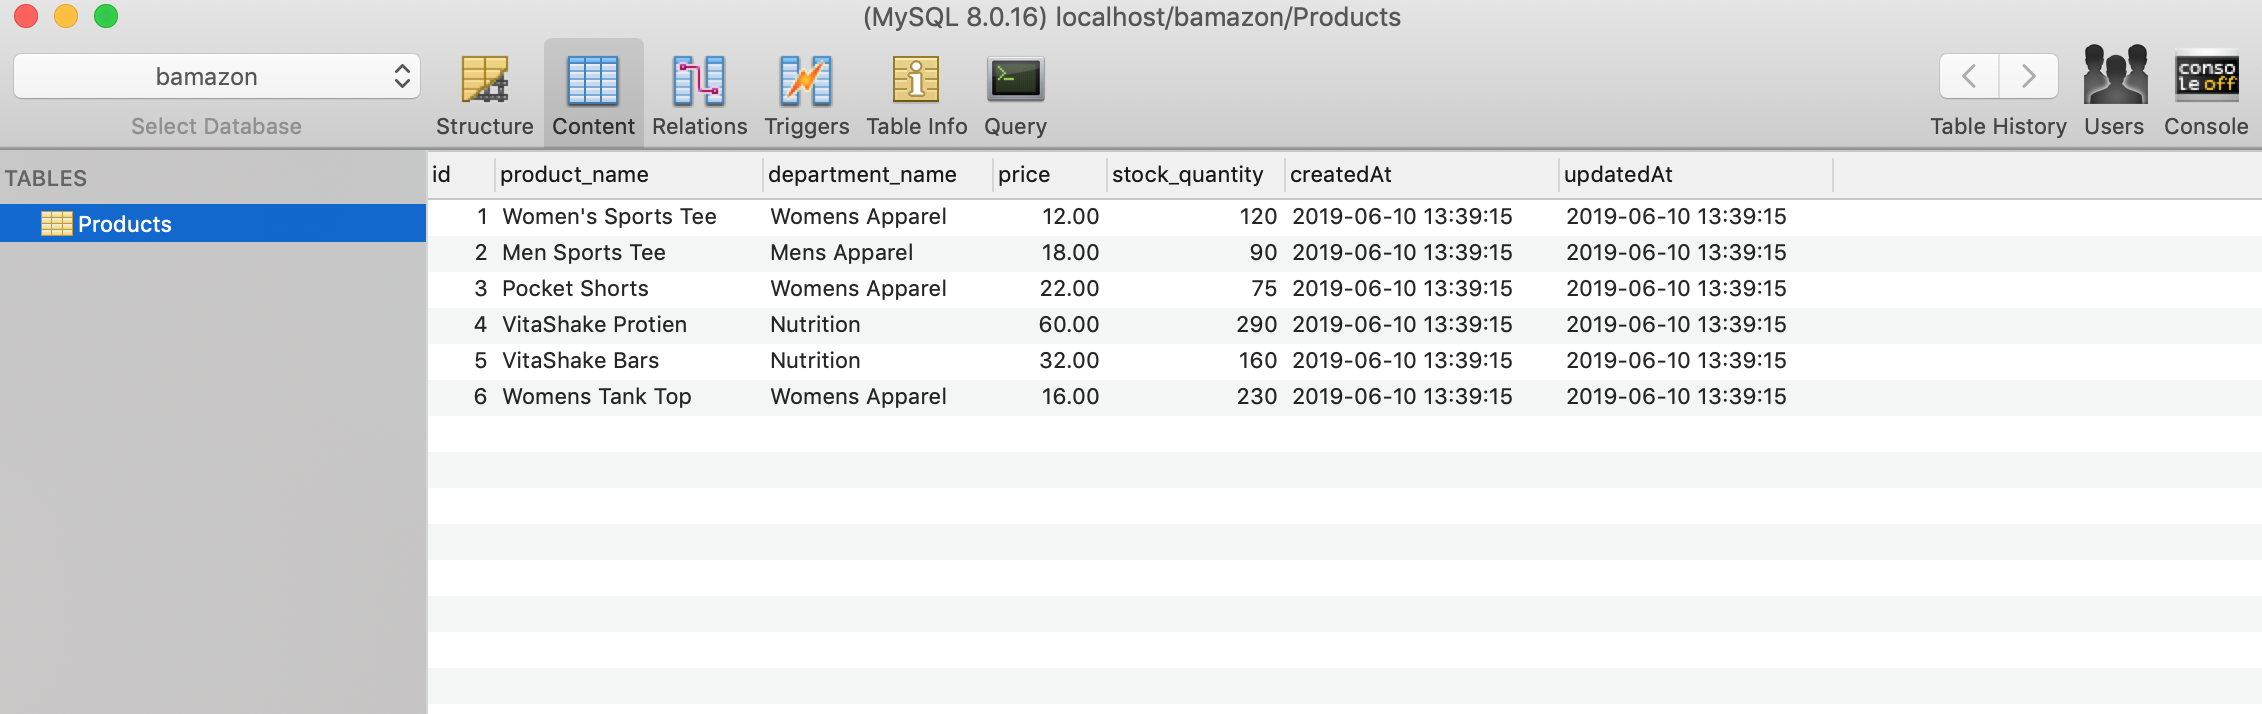 (MySQL 8.0.16) localhost/bamazon/Products
bamazon
Select Database
Structure Content Relations Triggers Table Info Query
conso
le off
Table History Users Console
TABLES
Products
id product_name department_name price stock_quantity createdAt updatedAt
1 Women's Sports Tee Womens Apparel 12.00 120 2019-06-10 13:39:15 2019-06-10 13:39:15
2 Men Sports Tee Mens Apparel 18.00 90 2019-06-10 13:39:15 2019-06-10 13:39:15
3 Pocket Shorts Womens Apparel 22.00 75 2019-06-10 13:39:15 2019-06-10 13:39:15
4 VitaShake Protien Nutrition 60.00 290 2019-06-10 13:39:15 2019-06-10 13:39:15
5 VitaShake Bars Nutrition 32.00 160 2019-06-10 13:39:15 2019-06-10 13:39:15
6 Womens Tank Top Womens Apparel 16.00 230 2019-06-10 13:39:15 2019-06-10 13:39:15